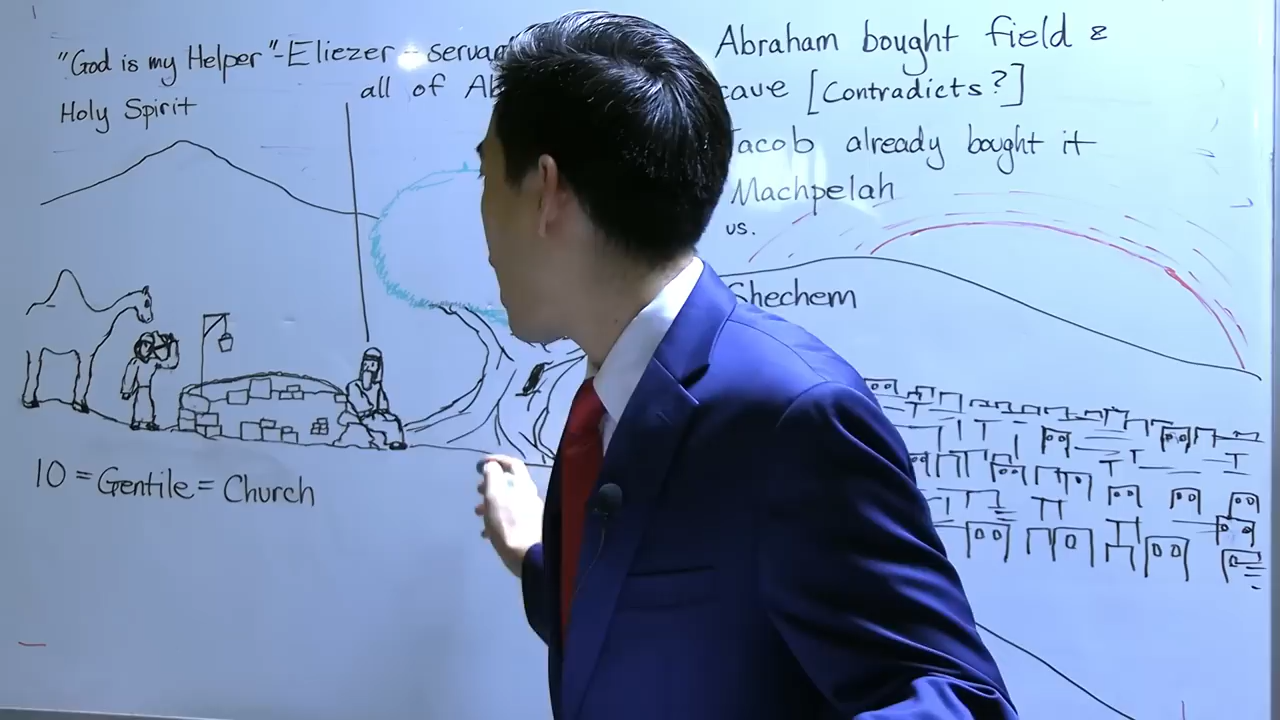 "God is my Helper"-Eliezer - servan
all of Ab
Holy Spirit
10 = Gentile = Church
Abraham bought field &
cave [Contradicts?]
Jacob already bought it
Machpelah
vs.
Shechem